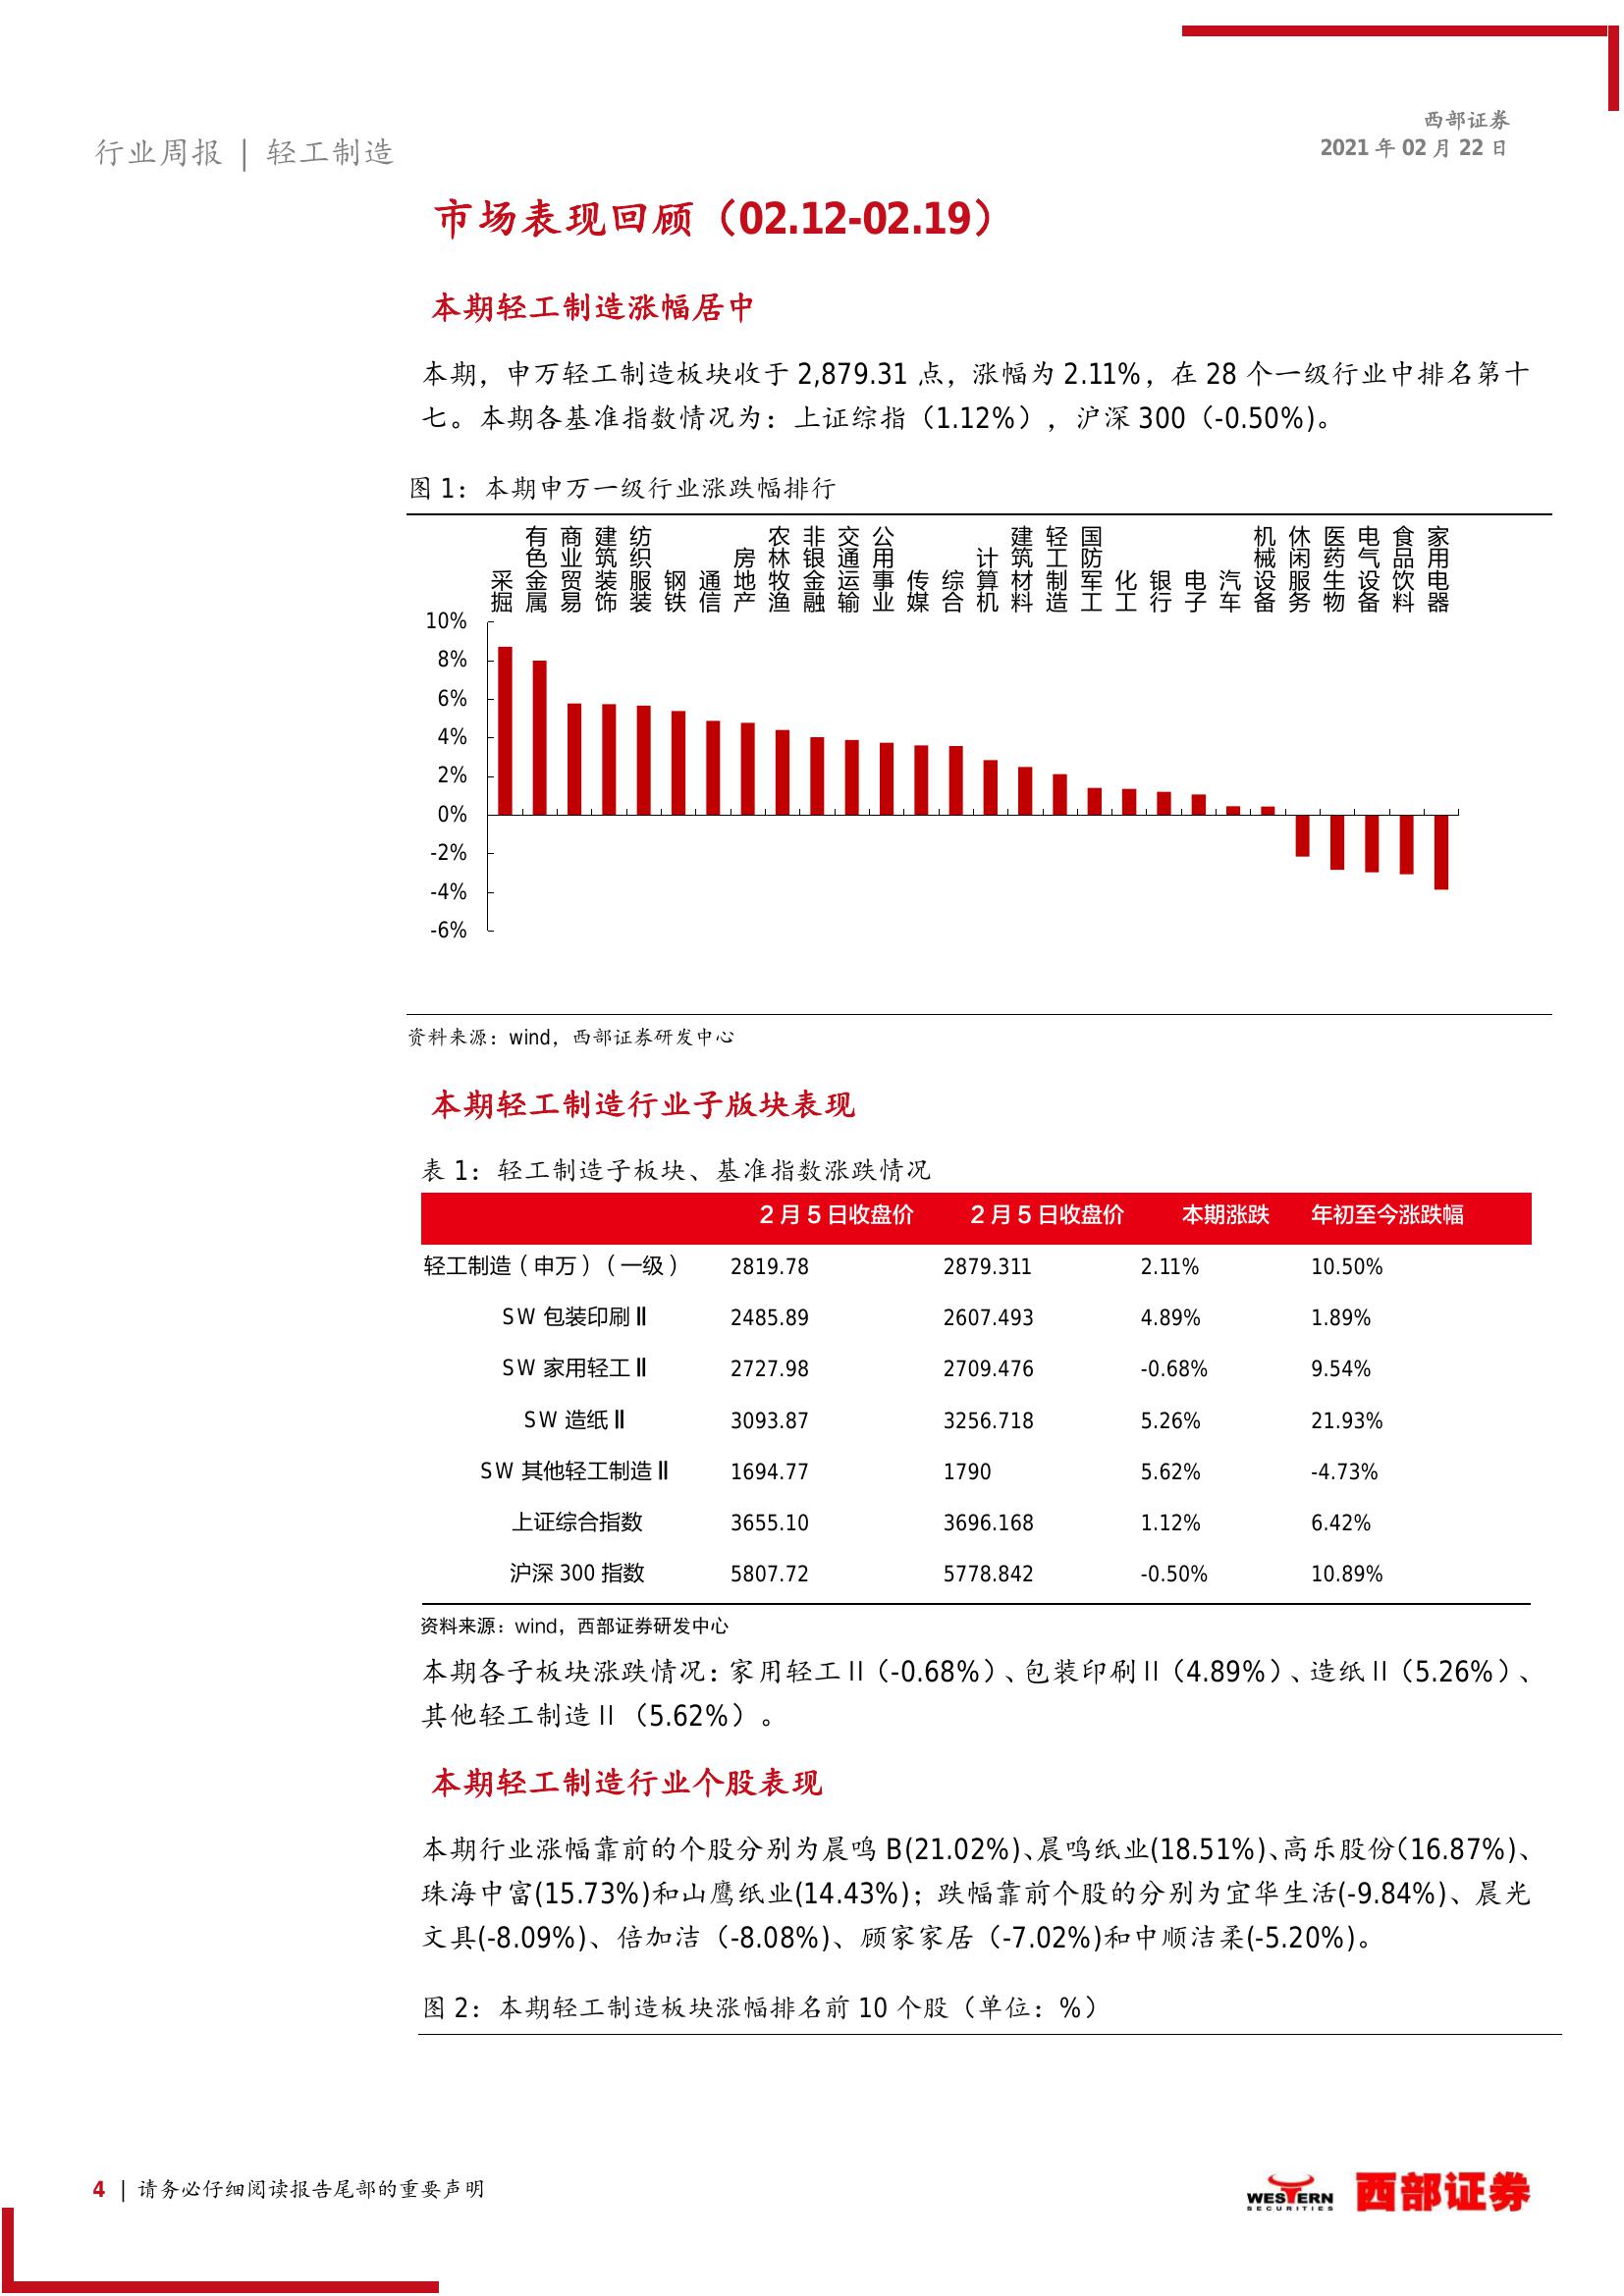 行业周报 | 轻工制造
西部证券
2021 年 02 月 22 日
市场表现回顾（02.12-02.19）
本期轻工制造涨幅居中
本期，申万轻工制造板块收于 2,879.31 点，涨幅为 2.11%，在 28 个一级行业中排名第十
七。本期各基准指数情况为：上证综指（1.12%），沪深 300（-0.50%)。
图 1：本期申万一级行业涨跌幅排行
采掘
有色金属
商业贸易
建筑装饰
纺织服装
钢铁
通信
房地产
农林牧渔
非银金融
交通运输
公用事业
传媒
综合
计算机
建筑材料
轻工制造
国防军工
化工
银行
电子
汽车
机械设备
休闲服务
医药生物
电气设备
食品饮料
家用电器
10%
8%
6%
4%
2%
0%
-2%
-4%
-6%
资料来源：wind，西部证券研发中心
本期轻工制造行业子版块表现
表 1：轻工制造子板块、基准指数涨跌情况
2 月 5 日收盘价 2 月 5 日收盘价 本期涨跌 年初至今涨跌幅
轻工制造（申万）（一级） 2819.78 2879.311 2.11% 10.50%
SW 包装印刷Ⅱ 2485.89 2607.493 4.89% 1.89%
SW 家用轻工Ⅱ 2727.98 2709.476 -0.68% 9.54%
SW 造纸Ⅱ 3093.87 3256.718 5.26% 21.93%
SW 其他轻工制造Ⅱ 1694.77 1790 5.62% -4.73%
上证综合指数 3655.10 3696.168 1.12% 6.42%
沪深 300 指数 5807.72 5778.842 -0.50% 10.89%
资料来源：wind，西部证券研发中心
本期各子板块涨跌情况：家用轻工Ⅱ（-0.68%）、包装印刷Ⅱ（4.89%）、造纸Ⅱ（5.26%）、
其他轻工制造Ⅱ（5.62%）。
本期轻工制造行业个股表现
本期行业涨幅靠前的个股分别为晨鸣 B(21.02%)、晨鸣纸业(18.51%)、高乐股份（16.87%)、
珠海中富(15.73%)和山鹰纸业(14.43%)；跌幅靠前个股的分别为宜华生活(-9.84%)、晨光
文具(-8.09%)、倍加洁（-8.08%)、顾家家居（-7.02%)和中顺洁柔(-5.20%)。
图 2：本期轻工制造板块涨幅排名前 10 个股（单位：%）
4 | 请务必仔细阅读报告尾部的重要声明
WESTERN
SECURITIES
西部证券